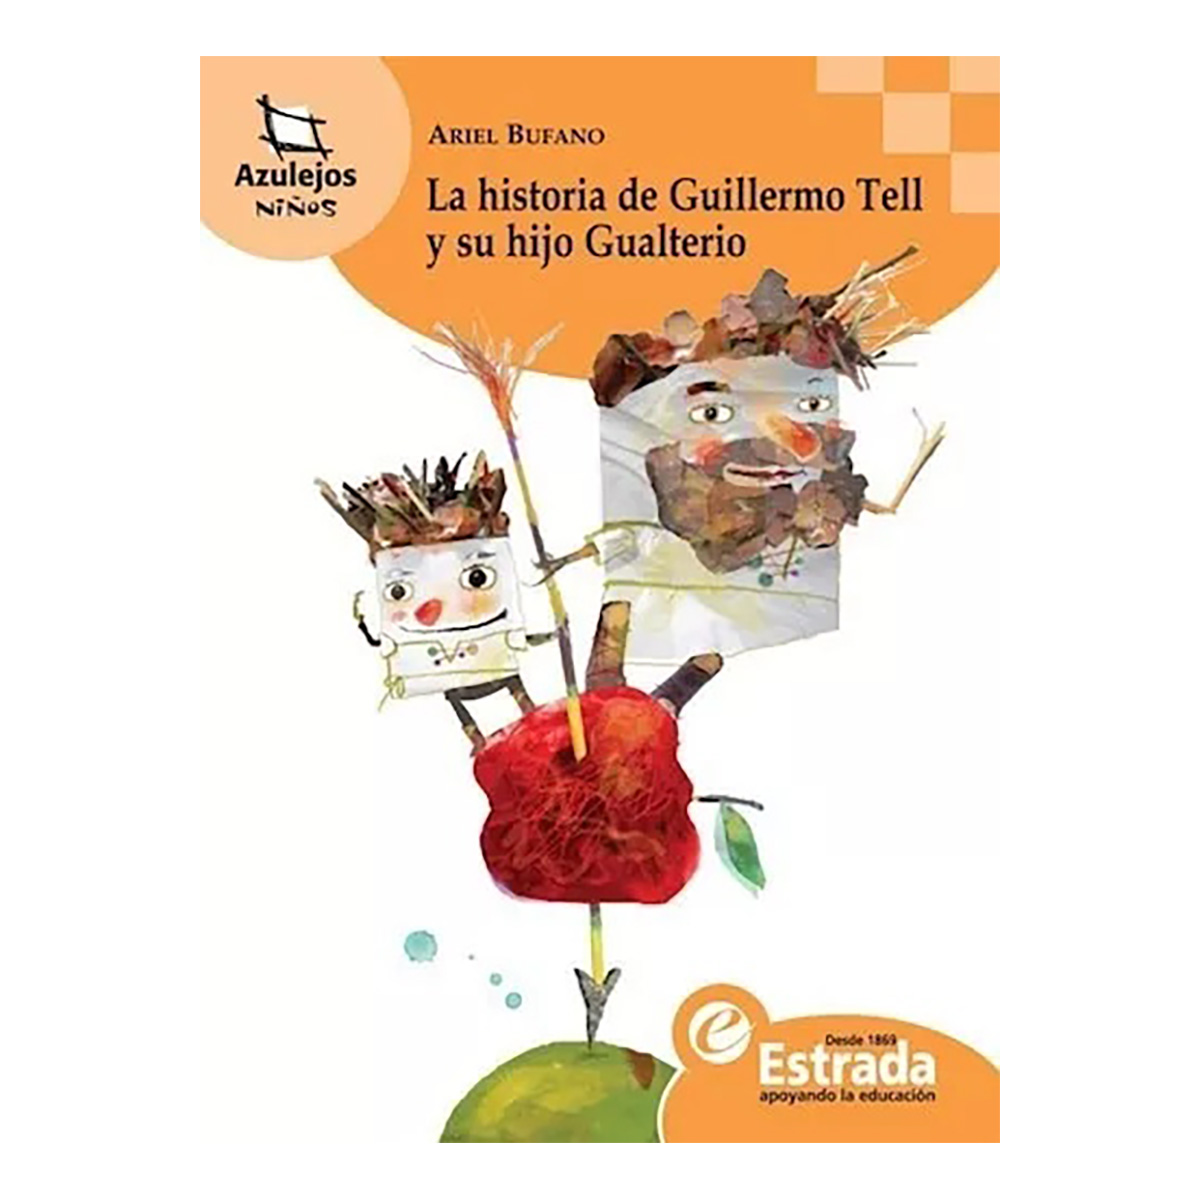 Azulejos
NiÑoS
ARIEL BUFANO
La historia de Guillermo Tell
y su hijo Gualterio
e
Desde 1869
Estrada
apoyando la educación